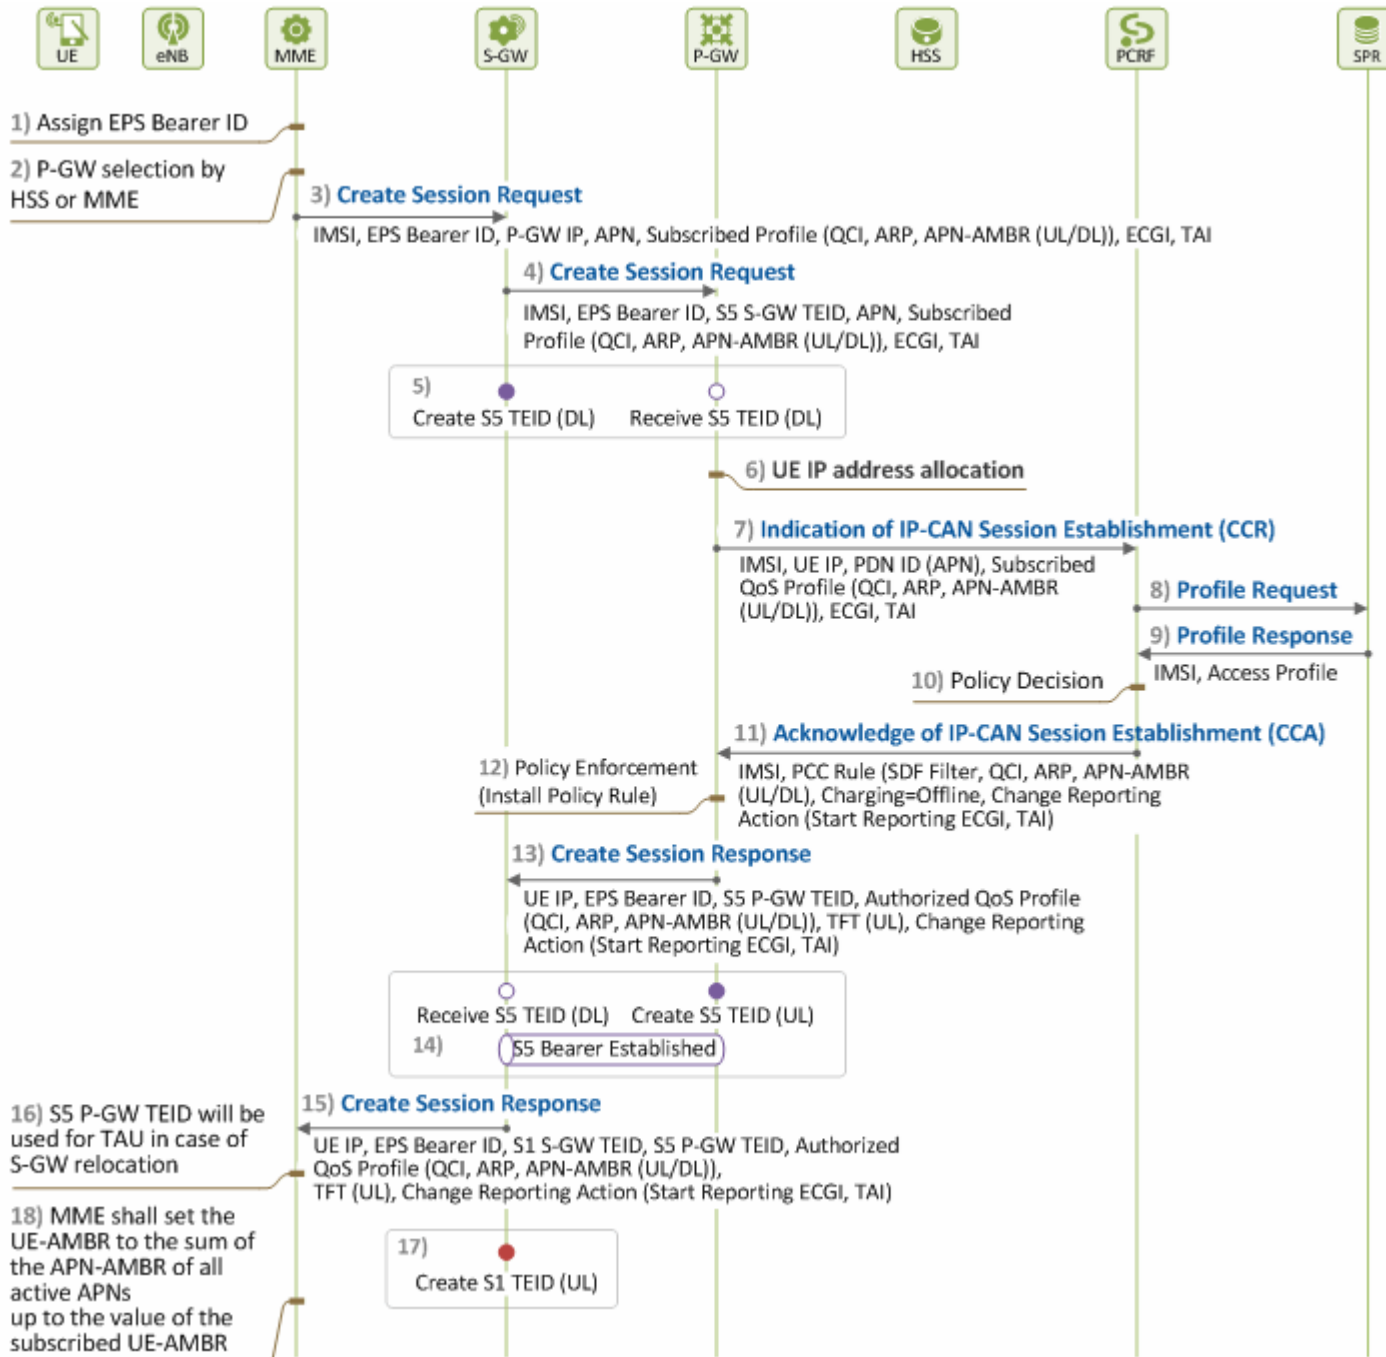 UE
eNB
MME
S-GW
P-GW
HSS
PCRF
SPR
1) Assign EPS Bearer ID
2) P-GW selection by
HSS or MME
3) Create Session Request
IMSI, EPS Bearer ID, P-GW IP, APN, Subscribed Profile (QCI, ARP, APN-AMBR (UL/DL)), ECGI, TAI
4) Create Session Request
IMSI, EPS Bearer ID, S5 S-GW TEID, APN, Subscribed
Profile (QCI, ARP, APN-AMBR (UL/DL)), ECGI, TAI
5)
Create S5 TEID (DL)
Receive S5 TEID (DL)
6) UE IP address allocation
7) Indication of IP-CAN Session Establishment (CCR)
IMSI, UE IP, PDN ID (APN), Subscribed
QoS Profile (QCI, ARP, APN-AMBR
(UL/DL)), ECGI, TAI
8) Profile Request
9) Profile Response
IMSI, Access Profile
10) Policy Decision
11) Acknowledge of IP-CAN Session Establishment (CCA)
IMSI, PCC Rule (SDF Filter, QCI, ARP, APN-AMBR
(UL/DL), Charging=Offline, Change Reporting
Action (Start Reporting ECGI, TAI)
12) Policy Enforcement
(Install Policy Rule)
13) Create Session Response
UE IP, EPS Bearer ID, S5 P-GW TEID, Authorized QoS Profile
(QCI, ARP, APN-AMBR (UL/DL)), TFT (UL), Change Reporting
Action (Start Reporting ECGI, TAI)
Receive S5 TEID (DL)
Create S5 TEID (UL)
14)
S5 Bearer Established
15) Create Session Response
UE IP, EPS Bearer ID, S1 S-GW TEID, S5 P-GW TEID, Authorized
QoS Profile (QCI, ARP, APN-AMBR (UL/DL)),
TFT (UL), Change Reporting Action (Start Reporting ECGI, TAI)
16) S5 P-GW TEID will be
used for TAU in case of
S-GW relocation
17)
Create S1 TEID (UL)
18) MME shall set the
UE-AMBR to the sum of
the APN-AMBR of all
active APNs
up to the value of the
subscribed UE-AMBR